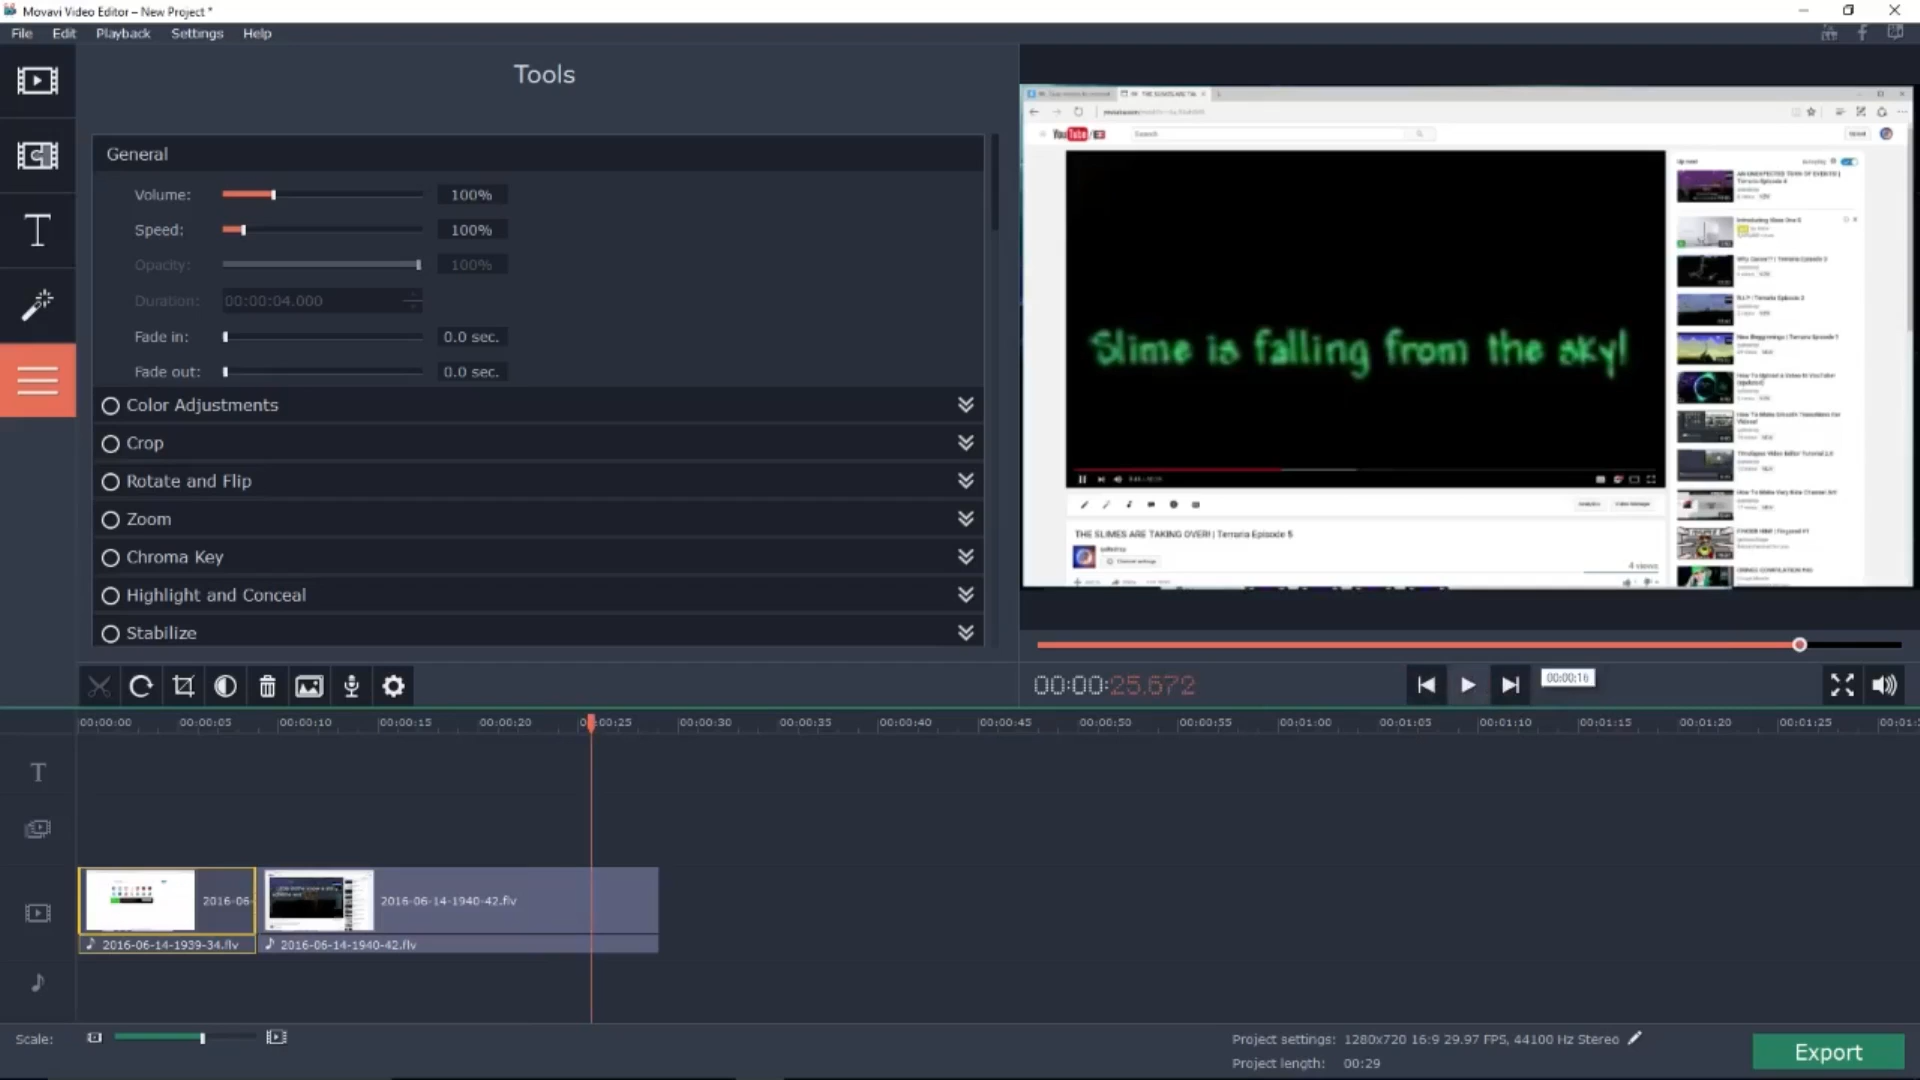 Movavi Video Editor – New Project *
File Edit Playback Settings Help
Tools
General
Volume: 100%
Speed: 100%
Opacity: 100%
Duration: 00:00:04.000
Fade in: 0.0 sec.
Fade out: 0.0 sec.
Color Adjustments
Crop
Rotate and Flip
Zoom
Chroma Key
Highlight and Conceal
Stabilize
YouTube
Search
Up next
Slime is falling from the sky!
THE SLIMES ARE TAKING OVER! | Terraria Episode 5
4 views
00:00:25.672
00:00:16
00:00:00 00:00:05 00:00:10 00:00:15 00:00:20 00:00:25 00:00:30 00:00:35 00:00:40 00:00:45 00:00:50 00:00:55 00:01:00 00:01:05 00:01:10 00:01:15 00:01:20 00:01:25
2016-06-
2016-06-14-1940-42.flv
2016-06-14-1939-34.flv
2016-06-14-1940-42.flv
Scale:
Project settings: 1280x720 16:9 29.97 FPS, 44100 Hz Stereo
Project length: 00:29
Export